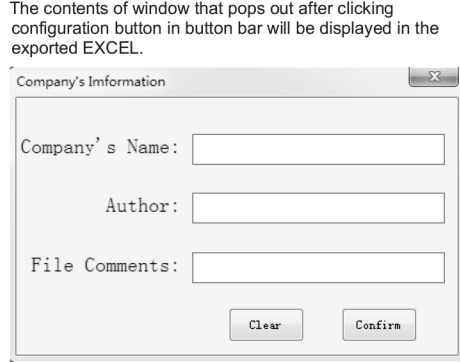 The contents of window that pops out after clicking
configuration button in button bar will be displayed in the
exported EXCEL.
Company's Imformation
Company's Name:
Author:
File Comments:
Clear Confirm